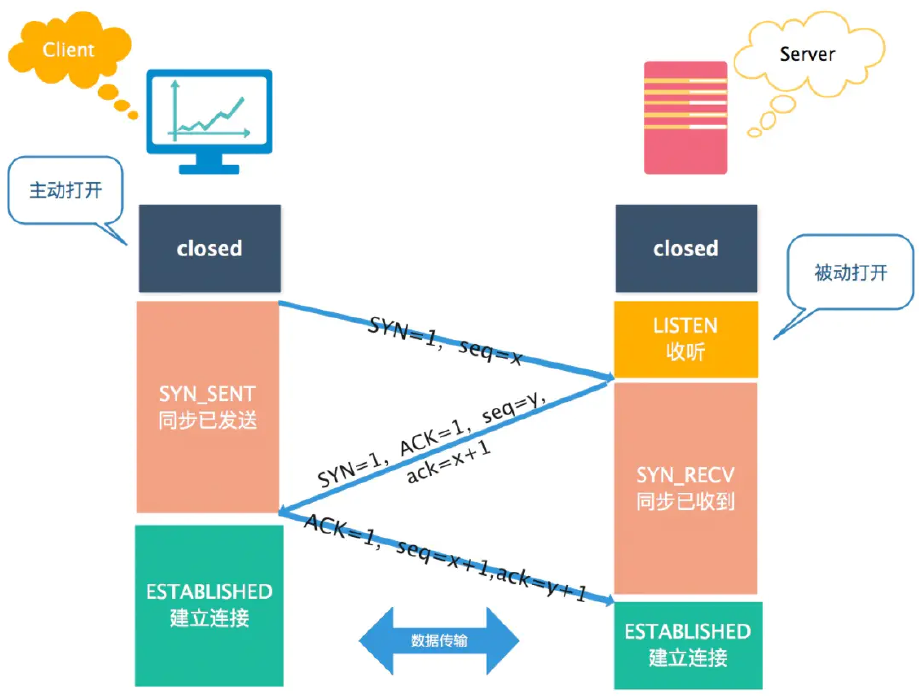 Client
Server
主动打开
closed
closed
被动打开
SYN=1, seq=x
LISTEN
收听
SYN_SENT
同步已发送
SYN=1, ACK=1, seq=y,
ack=x+1
SYN_RECV
同步已收到
ACK=1, seq=x+1,ack=y+1
ESTABLISHED
建立连接
数据传输
ESTABLISHED
建立连接